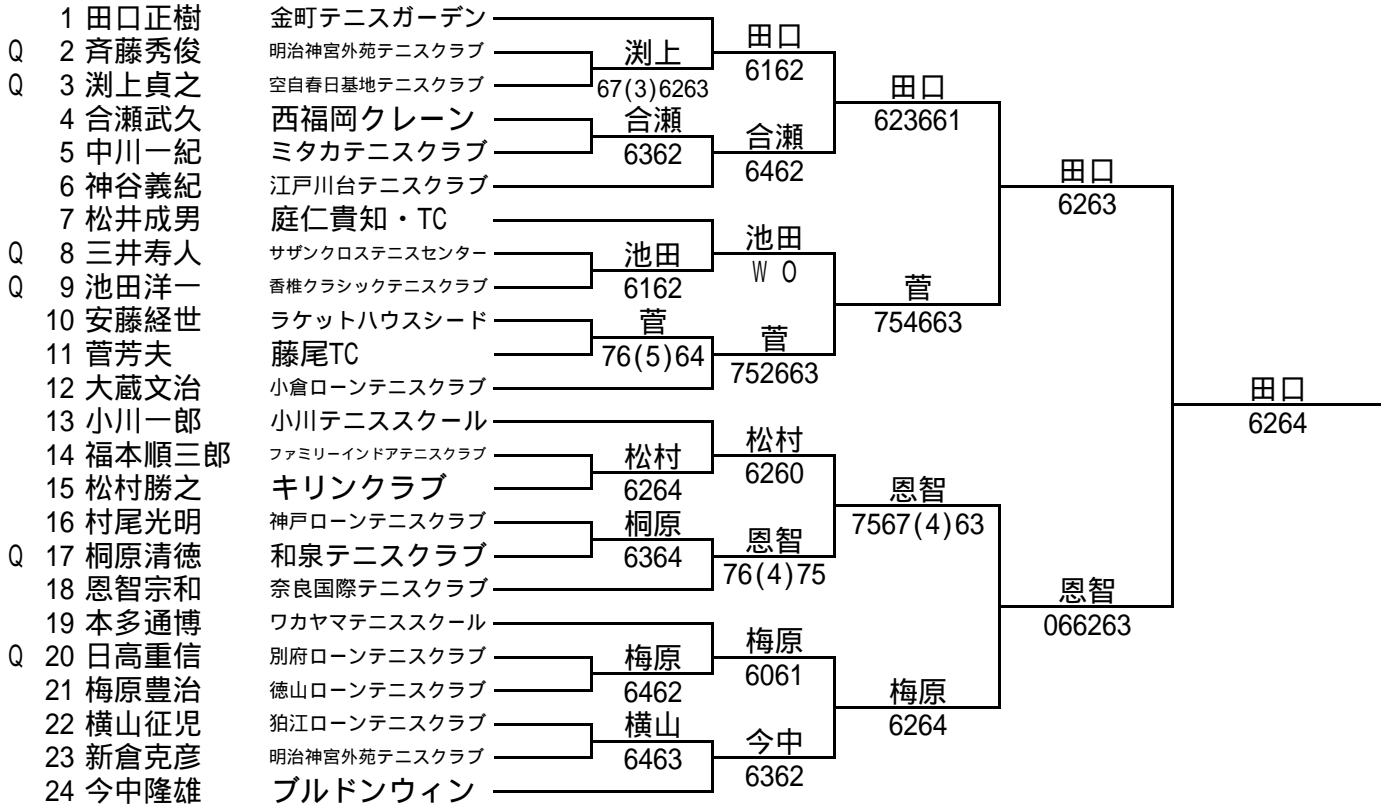 1 田口正樹 金町テニスガーデン
Q 2 斉藤秀俊 明治神宮外苑テニスクラブ
Q 3 渕上貞之 空自春日基地テニスクラブ
4 合瀬武久 西福岡クレーン
5 中川一紀 ミタカテニスクラブ
6 神谷義紀 江戸川台テニスクラブ
7 松井成男 庭仁貴知・TC
Q 8 三井寿人 サザンクロステニスセンター
Q 9 池田洋一 香椎クラシックテニスクラブ
10 安藤経世 ラケットハウスシード
11 菅芳夫 藤尾TC
12 大蔵文治 小倉ローンテニスクラブ
13 小川一郎 小川テニススクール
14 福本順三郎 ファミリーインドアテニスクラブ
15 松村勝之 キリンクラブ
16 村尾光明 神戸ローンテニスクラブ
Q 17 桐原清徳 和泉テニスクラブ
18 恩智宗和 奈良国際テニスクラブ
19 本多通博 ワカヤマテニススクール
Q 20 日高重信 別府ローンテニスクラブ
21 梅原豊治 徳山ローンテニスクラブ
22 横山征児 狛江ローンテニスクラブ
23 新倉克彦 明治神宮外苑テニスクラブ
24 今中隆雄 ブルドンウィン
渕上
67(3)6263
合瀬
6362
池田
6162
菅
76(5)64
松村
6264
桐原
6364
梅原
6462
横山
6463
田口
6162
合瀬
6462
池田
W O
菅
752663
松村
6260
恩智
76(4)75
梅原
6061
今中
6362
田口
623661
菅
754663
恩智
7567(4)63
梅原
6264
田口
6263
恩智
066263
田口
6264